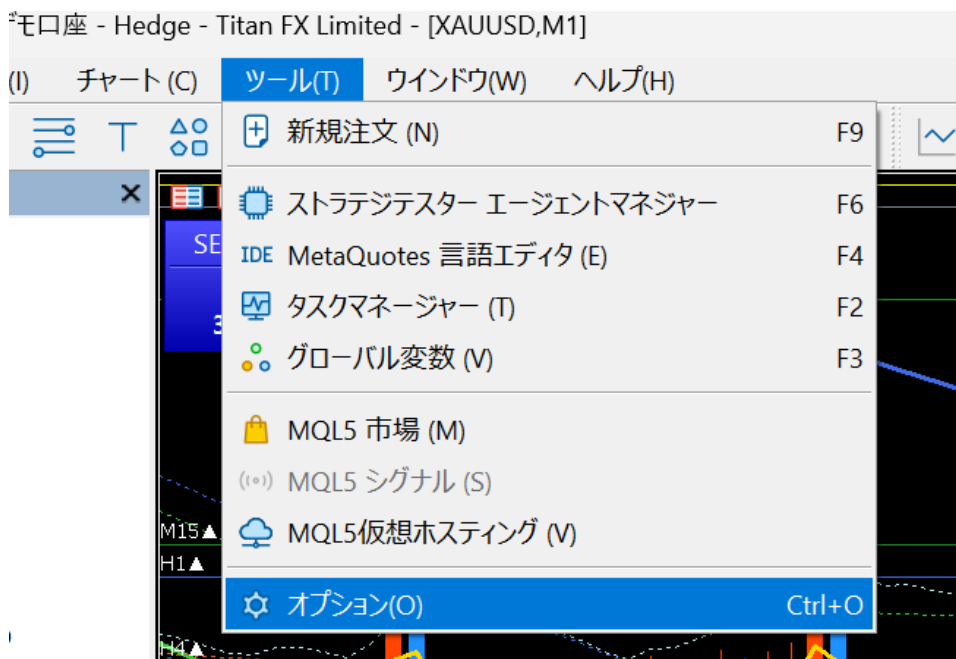 デモ口座 - Hedge - Titan FX Limited - [XAUUSD,M1]
(I) チャート (C) ツール(T) ウインドウ(W) ヘルプ(H)
新規注文 (N) F9
ストラテジテスター エージェントマネジャー F6
SE
IDE MetaQuotes 言語エディタ (E) F4
タスクマネージャー (T) F2
3
グローバル変数 (V) F3
MQL5 市場 (M)
MQL5 シグナル (S)
M15▲
MQL5仮想ホスティング (V)
H1▲
オプション(O) Ctrl+O
H4▲